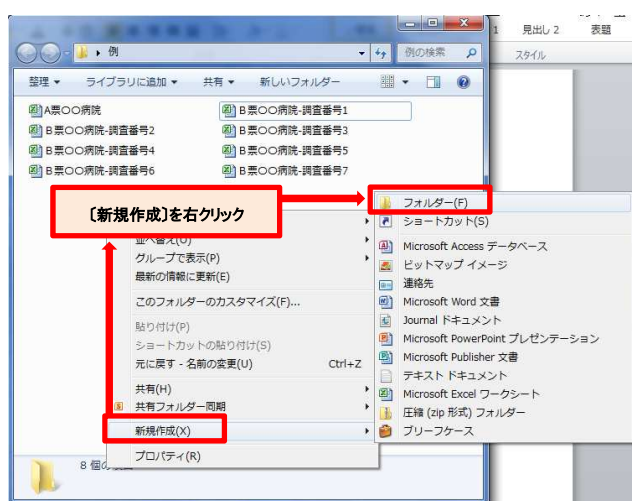 1
見出し 2
表題
スタイル
例
例の検索
整理
ライブラリに追加
共有
新しいフォルダー
A票〇〇病院
B票〇〇病院-調査番号1
B票〇〇病院-調査番号2
B票〇〇病院-調査番号3
B票〇〇病院-調査番号4
B票〇〇病院-調査番号5
B票〇〇病院-調査番号6
B票〇〇病院-調査番号7
〔新規作成〕を右クリック
並べ替え(O)
グループで表示(P)
最新の情報に更新(E)
このフォルダーのカスタマイズ(F)...
貼り付け(P)
ショートカットの貼り付け(S)
元に戻す - 名前の変更(U) Ctrl+Z
共有(H)
共有フォルダー同期
新規作成(X)
プロパティ(R)
フォルダー(F)
ショートカット(S)
Microsoft Access データベース
ビットマップ イメージ
連絡先
Microsoft Word 文書
Journal ドキュメント
Microsoft PowerPoint プレゼンテーション
Microsoft Publisher 文書
テキスト ドキュメント
Microsoft Excel ワークシート
圧縮 (zip 形式) フォルダー
ブリーフケース
8 個の